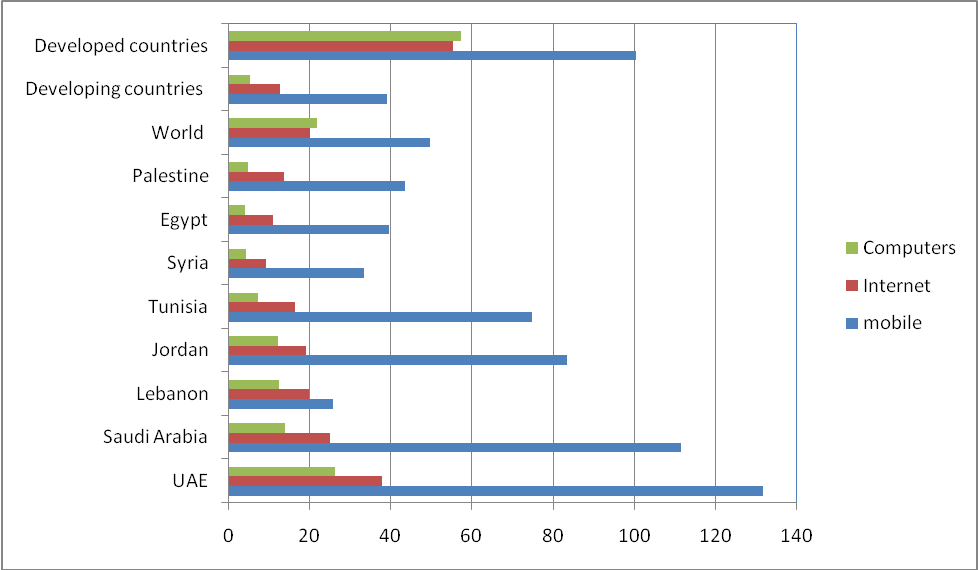 Developed countries
Developing countries
World
Palestine
Egypt
Syria
Tunisia
Jordan
Lebanon
Saudi Arabia
UAE
0 20 40 60 80 100 120 140
Computers
Internet
mobile